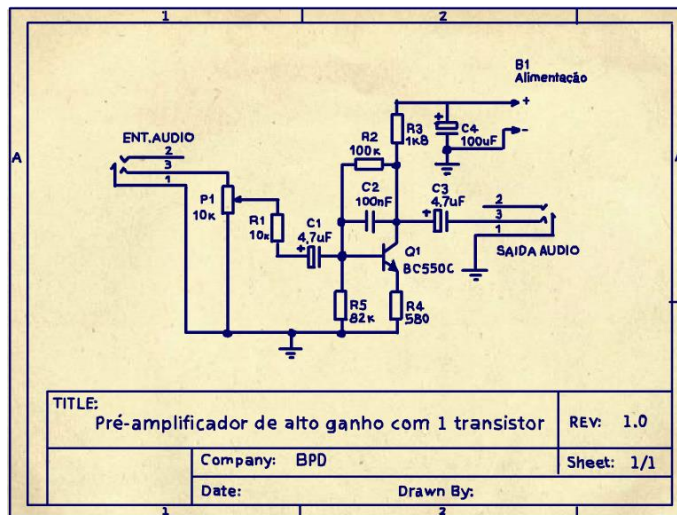 1
2
A
A
B1
Alimentação
+
-
R2
100k
R3
1k8
C4
100uF
+
ENT.AUDIO
2
3
1
P1
10k
R1
10k
C1
4,7uF
+
C2
100nF
C3
4,7uF
+
2
3
1
SAIDA AUDIO
Q1
BC550C
R5
82k
R4
580
TITLE:
Pré-amplificador de alto ganho com 1 transistor
REV: 1.0
Company: BPD
Sheet: 1/1
Date:
Drawn By:
1
2